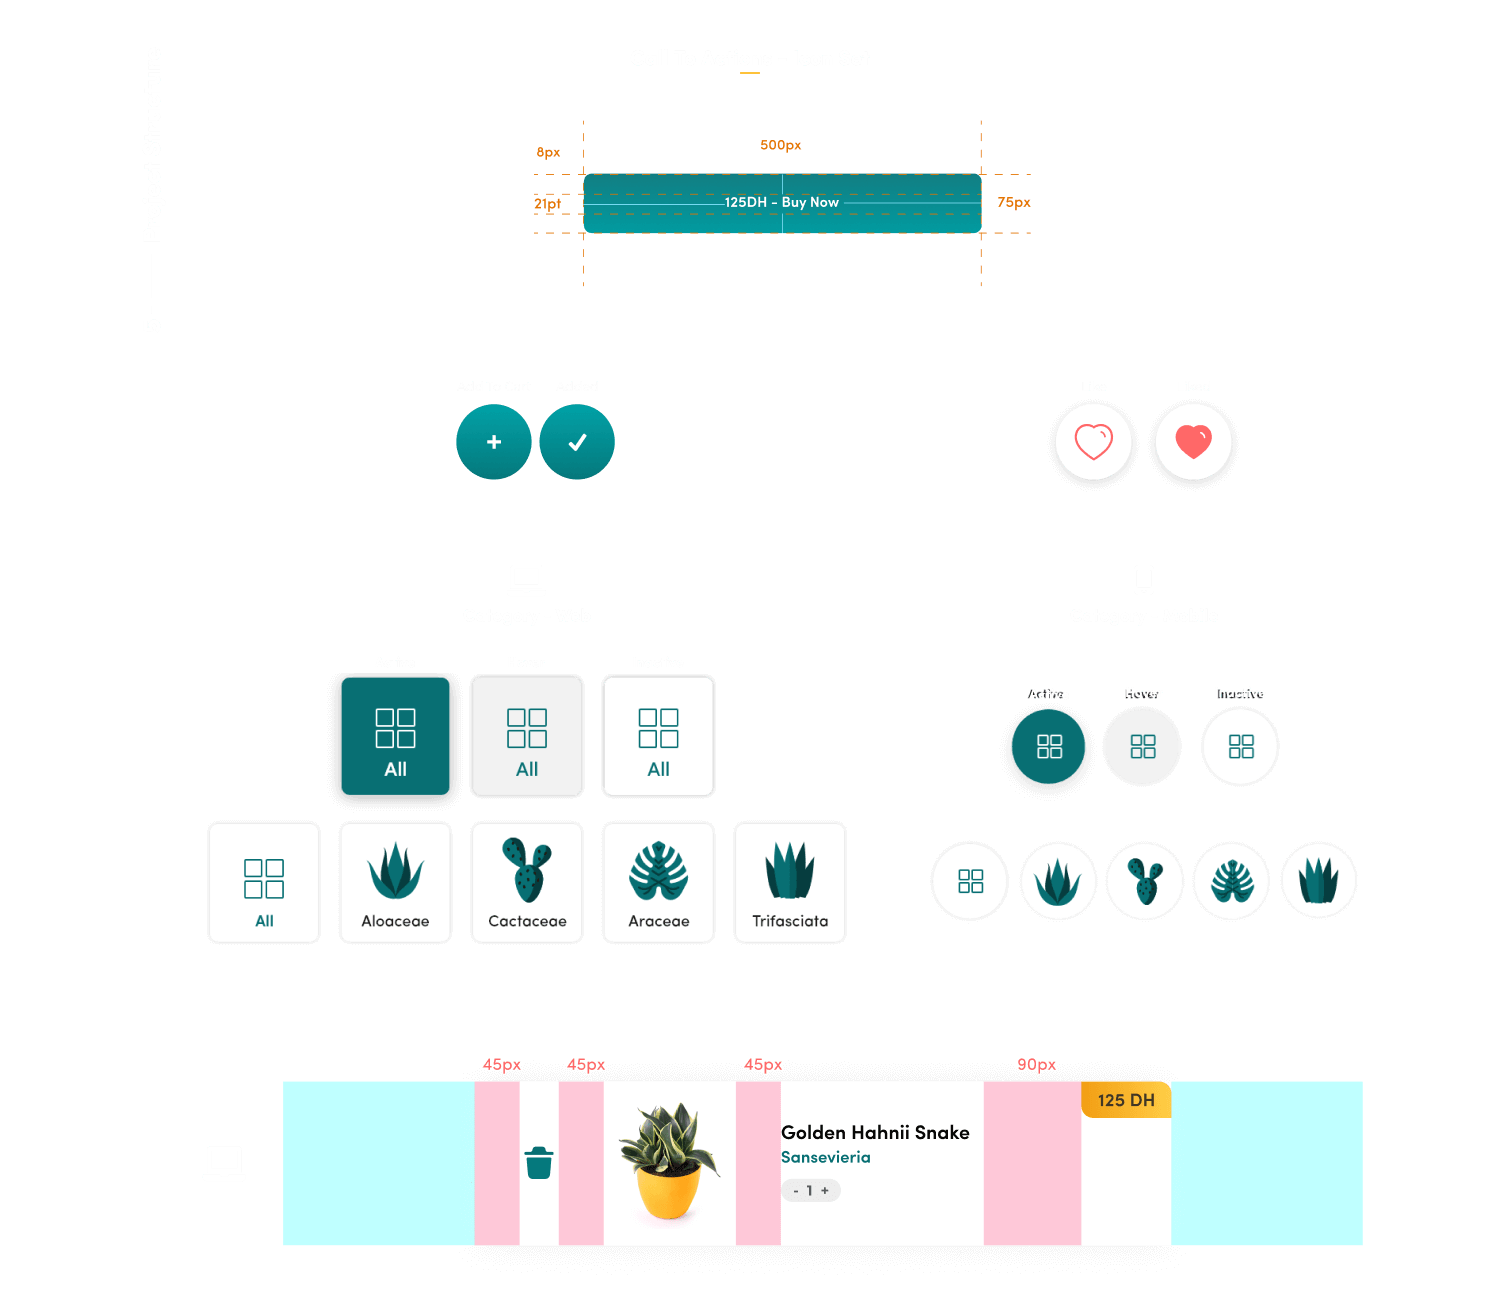 500px
8px
21pt
125DH - Buy Now
75px
Active
Hover
Inactive
All
All
All
All
Aloaceae
Cactaceae
Araceae
Trifasciata
45px
45px
45px
90px
125 DH
Golden Hahnii Snake
Sansevieria
- 1 +